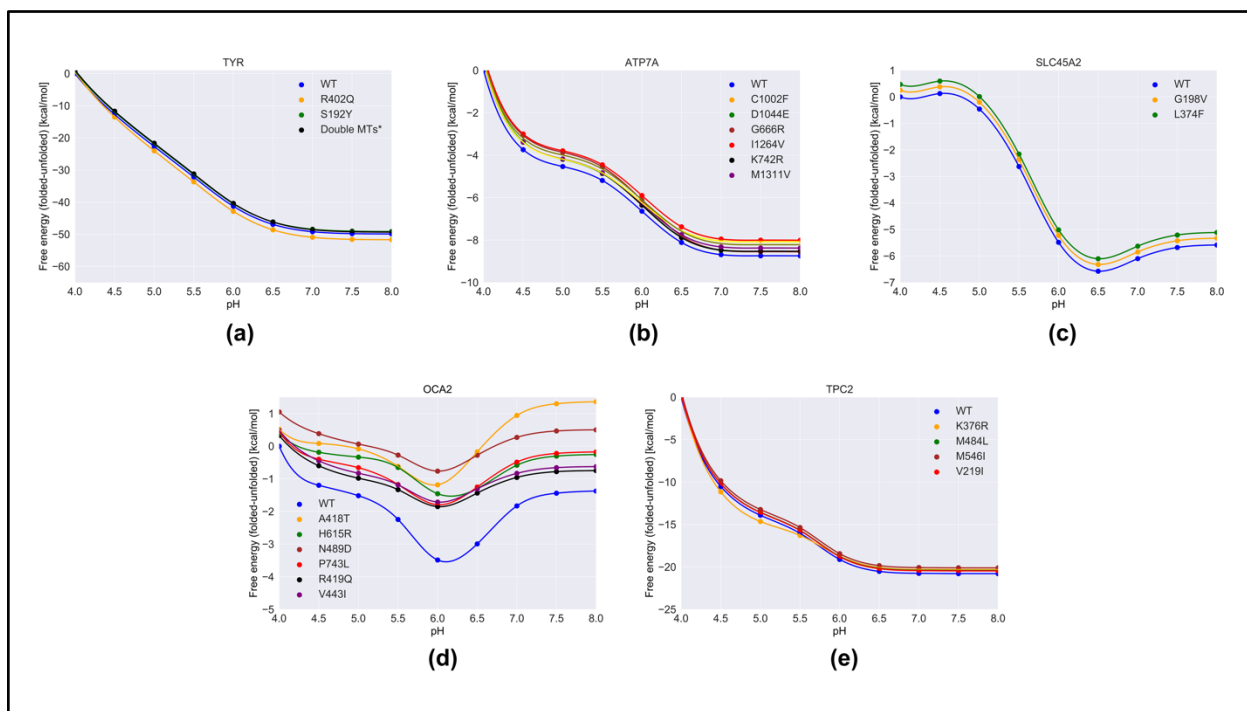 TYR
Free energy (folded-unfolded) [kcal/mol]
0
−10
−20
−30
−40
−50
−60
WT
R402Q
S192Y
Double MTs*
4.0 4.5 5.0 5.5 6.0 6.5 7.0 7.5 8.0
pH
(a)
ATP7A
Free energy (folded-unfolded) [kcal/mol]
0
−2
−4
−6
−8
−10
WT
C1002F
D1044E
G666R
I1264V
K742R
M1311V
4.0 4.5 5.0 5.5 6.0 6.5 7.0 7.5 8.0
pH
(b)
SLC45A2
Free energy (folded-unfolded) [kcal/mol]
1
0
−1
−2
−3
−4
−5
−6
−7
WT
G198V
L374F
4.0 4.5 5.0 5.5 6.0 6.5 7.0 7.5 8.0
pH
(c)
OCA2
Free energy (folded-unfolded) [kcal/mol]
1
0
−1
−2
−3
−4
−5
WT
A418T
H615R
N489D
P743L
R419Q
V443I
4.0 4.5 5.0 5.5 6.0 6.5 7.0 7.5 8.0
pH
(d)
TPC2
Free energy (folded-unfolded) [kcal/mol]
0
−5
−10
−15
−20
−25
WT
K376R
M484L
M546I
V219I
4.0 4.5 5.0 5.5 6.0 6.5 7.0 7.5 8.0
pH
(e)